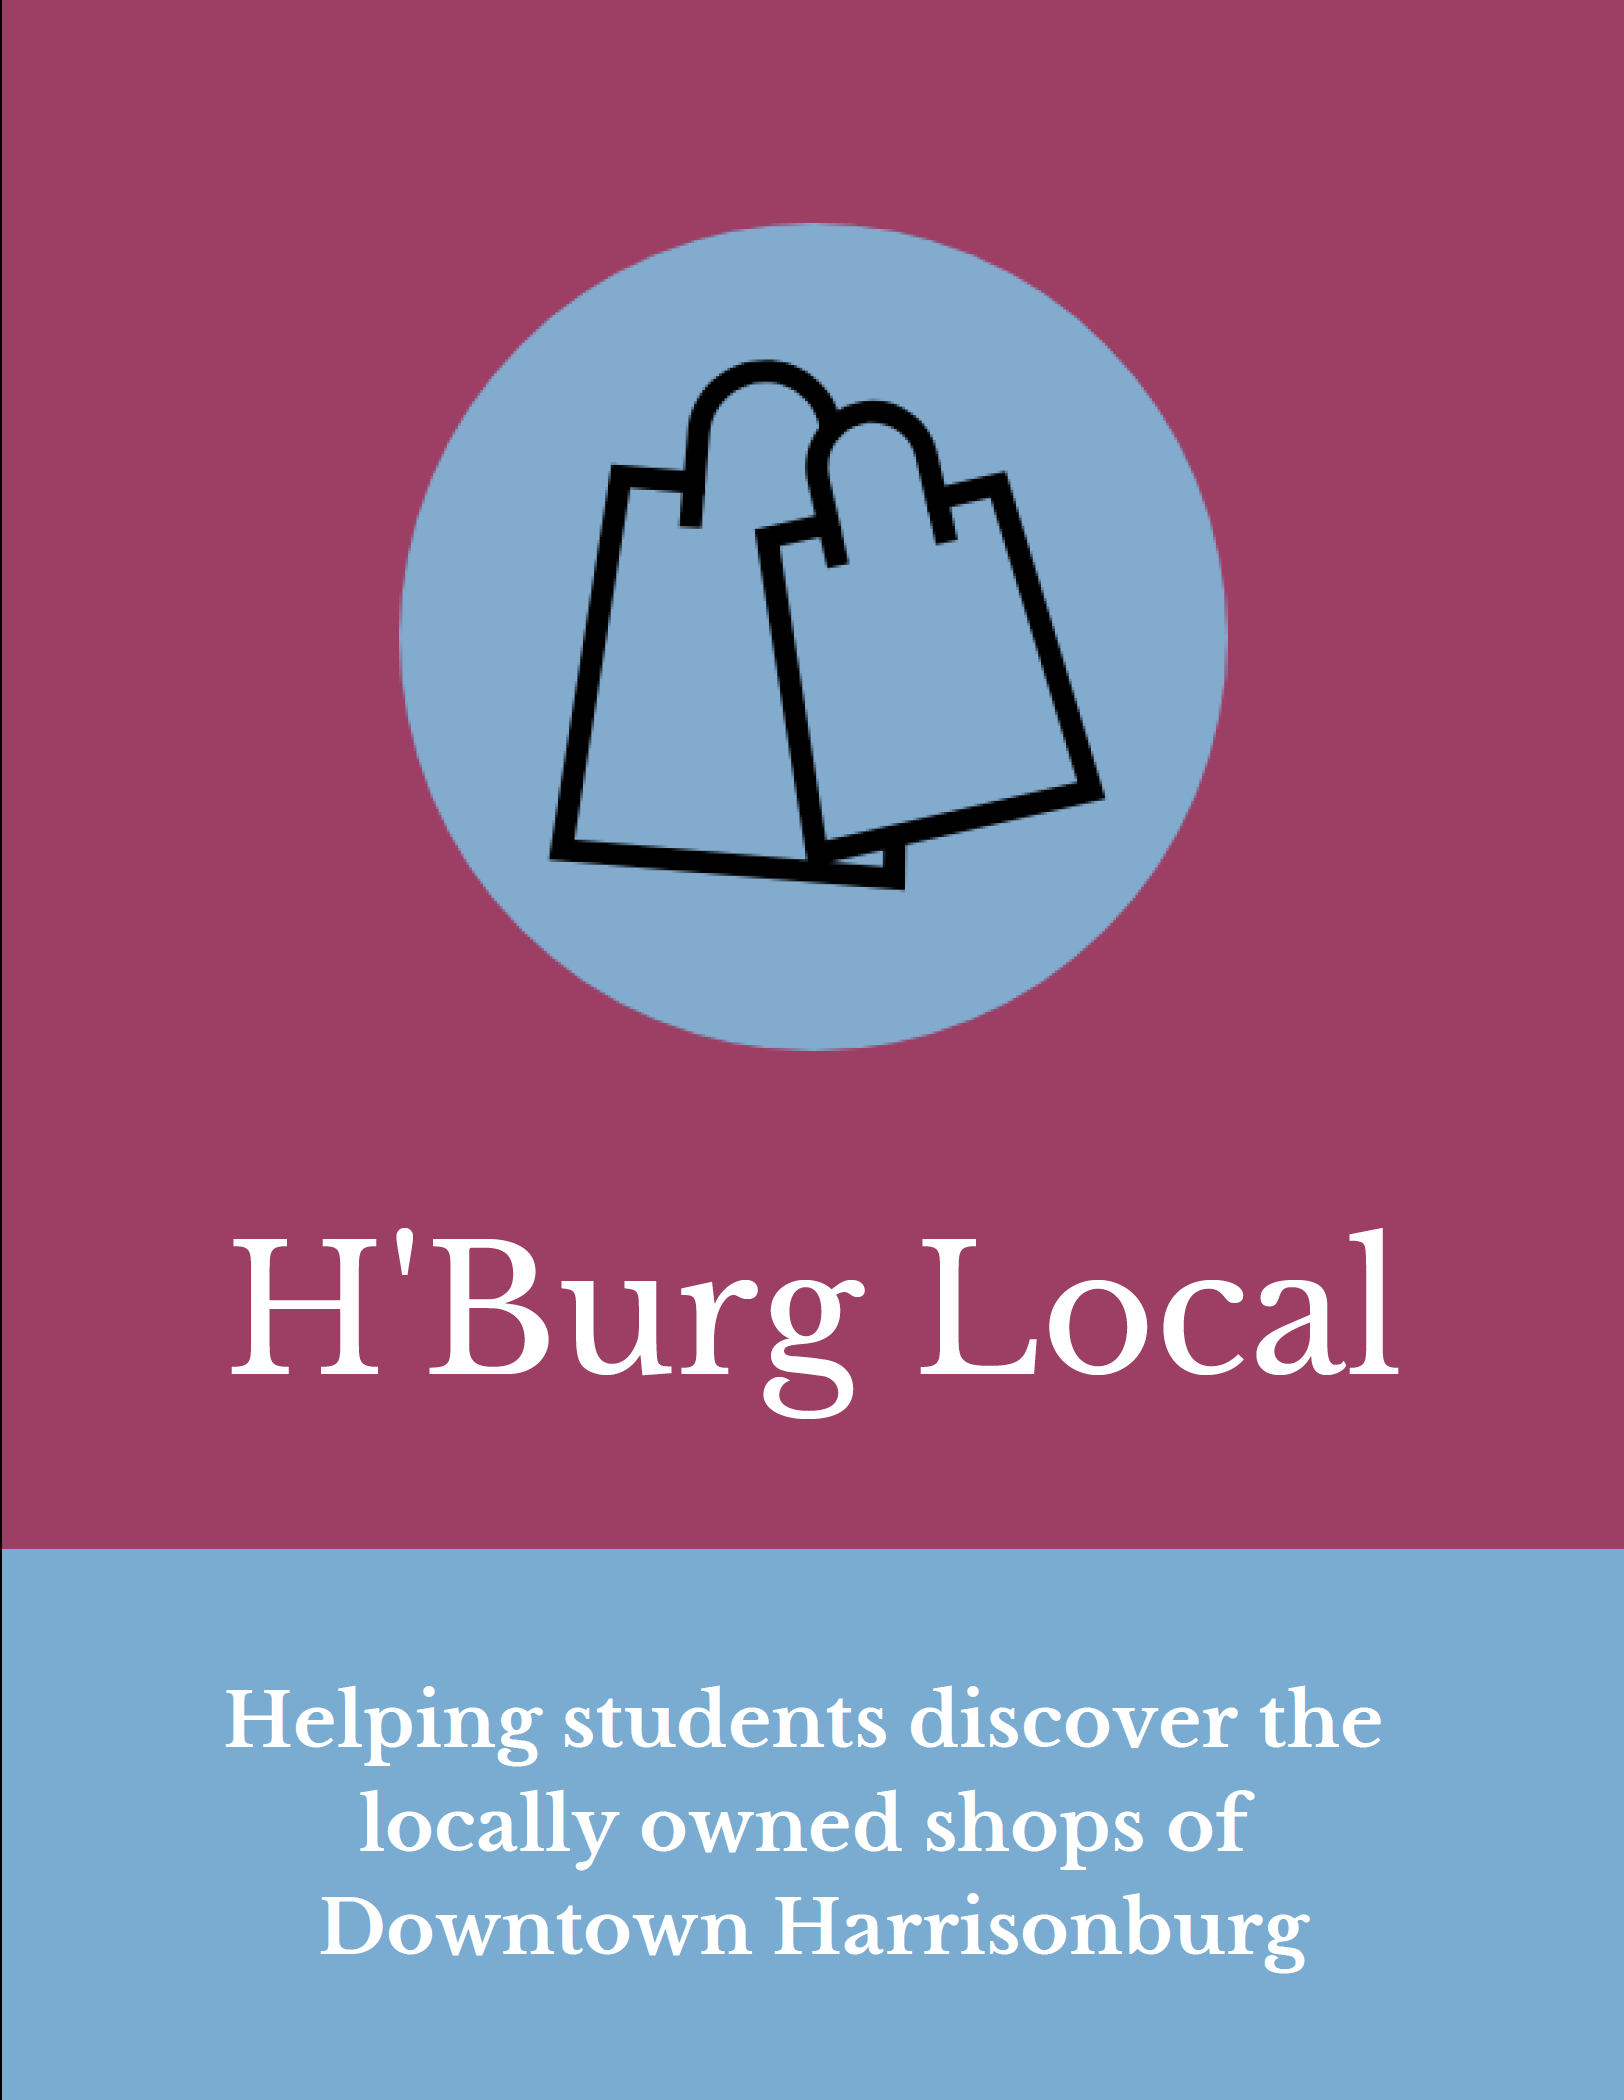 H'Burg Local
Helping students discover the
locally owned shops of
Downtown Harrisonburg